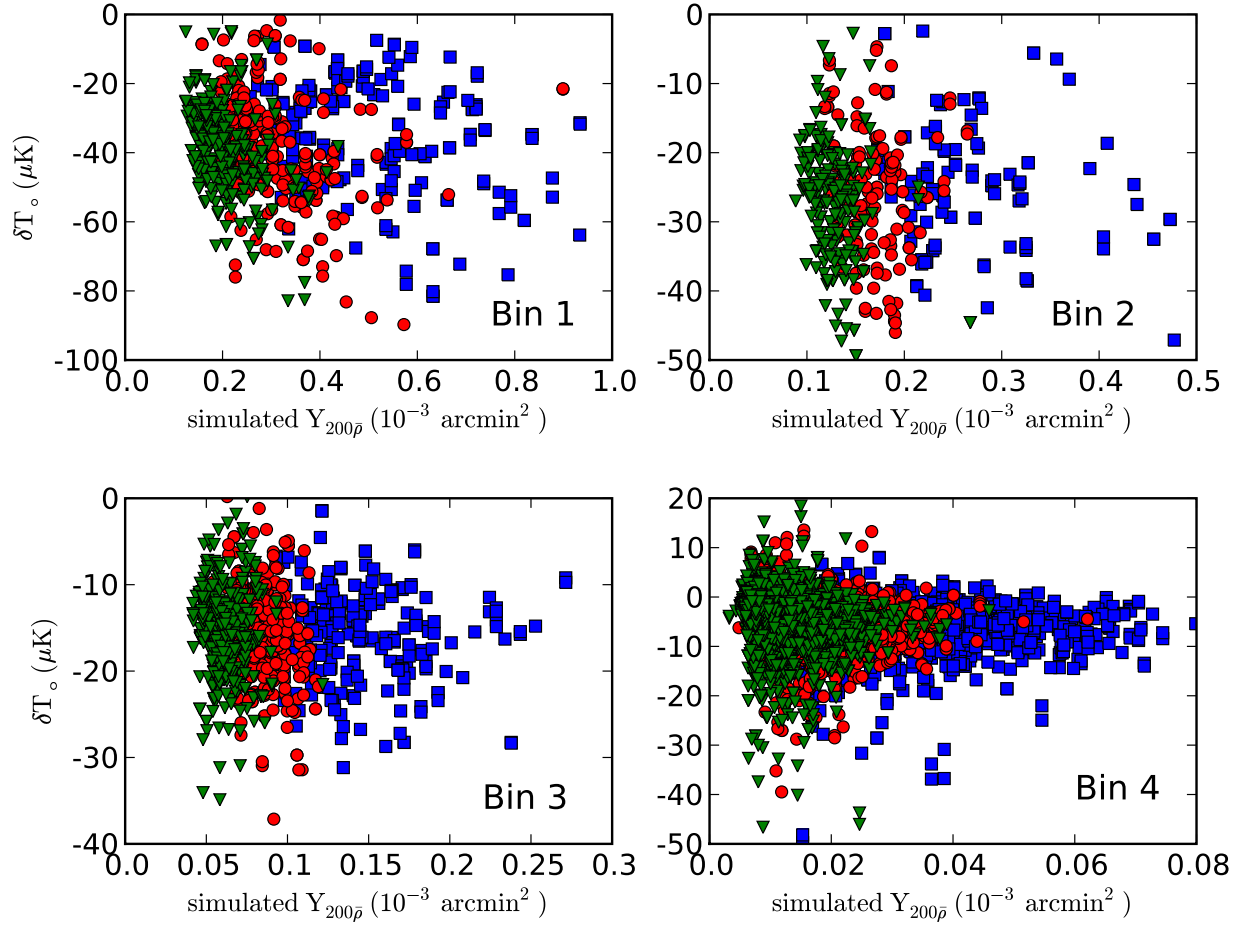 0
-20
-40
-60
-80
-100
0.0 0.2 0.4 0.6 0.8 1.0
δT∘ (μK)
simulated Y₂₀₀ρ̄ (10⁻³ arcmin²)
Bin 1
0
-10
-20
-30
-40
-50
0.0 0.1 0.2 0.3 0.4 0.5
simulated Y₂₀₀ρ̄ (10⁻³ arcmin²)
Bin 2
0
-10
-20
-30
-40
0.0 0.05 0.1 0.15 0.2 0.25 0.3
δT∘ (μK)
simulated Y₂₀₀ρ̄ (10⁻³ arcmin²)
Bin 3
20
10
0
-10
-20
-30
-40
-50
0.0 0.02 0.04 0.06 0.08
simulated Y₂₀₀ρ̄ (10⁻³ arcmin²)
Bin 4